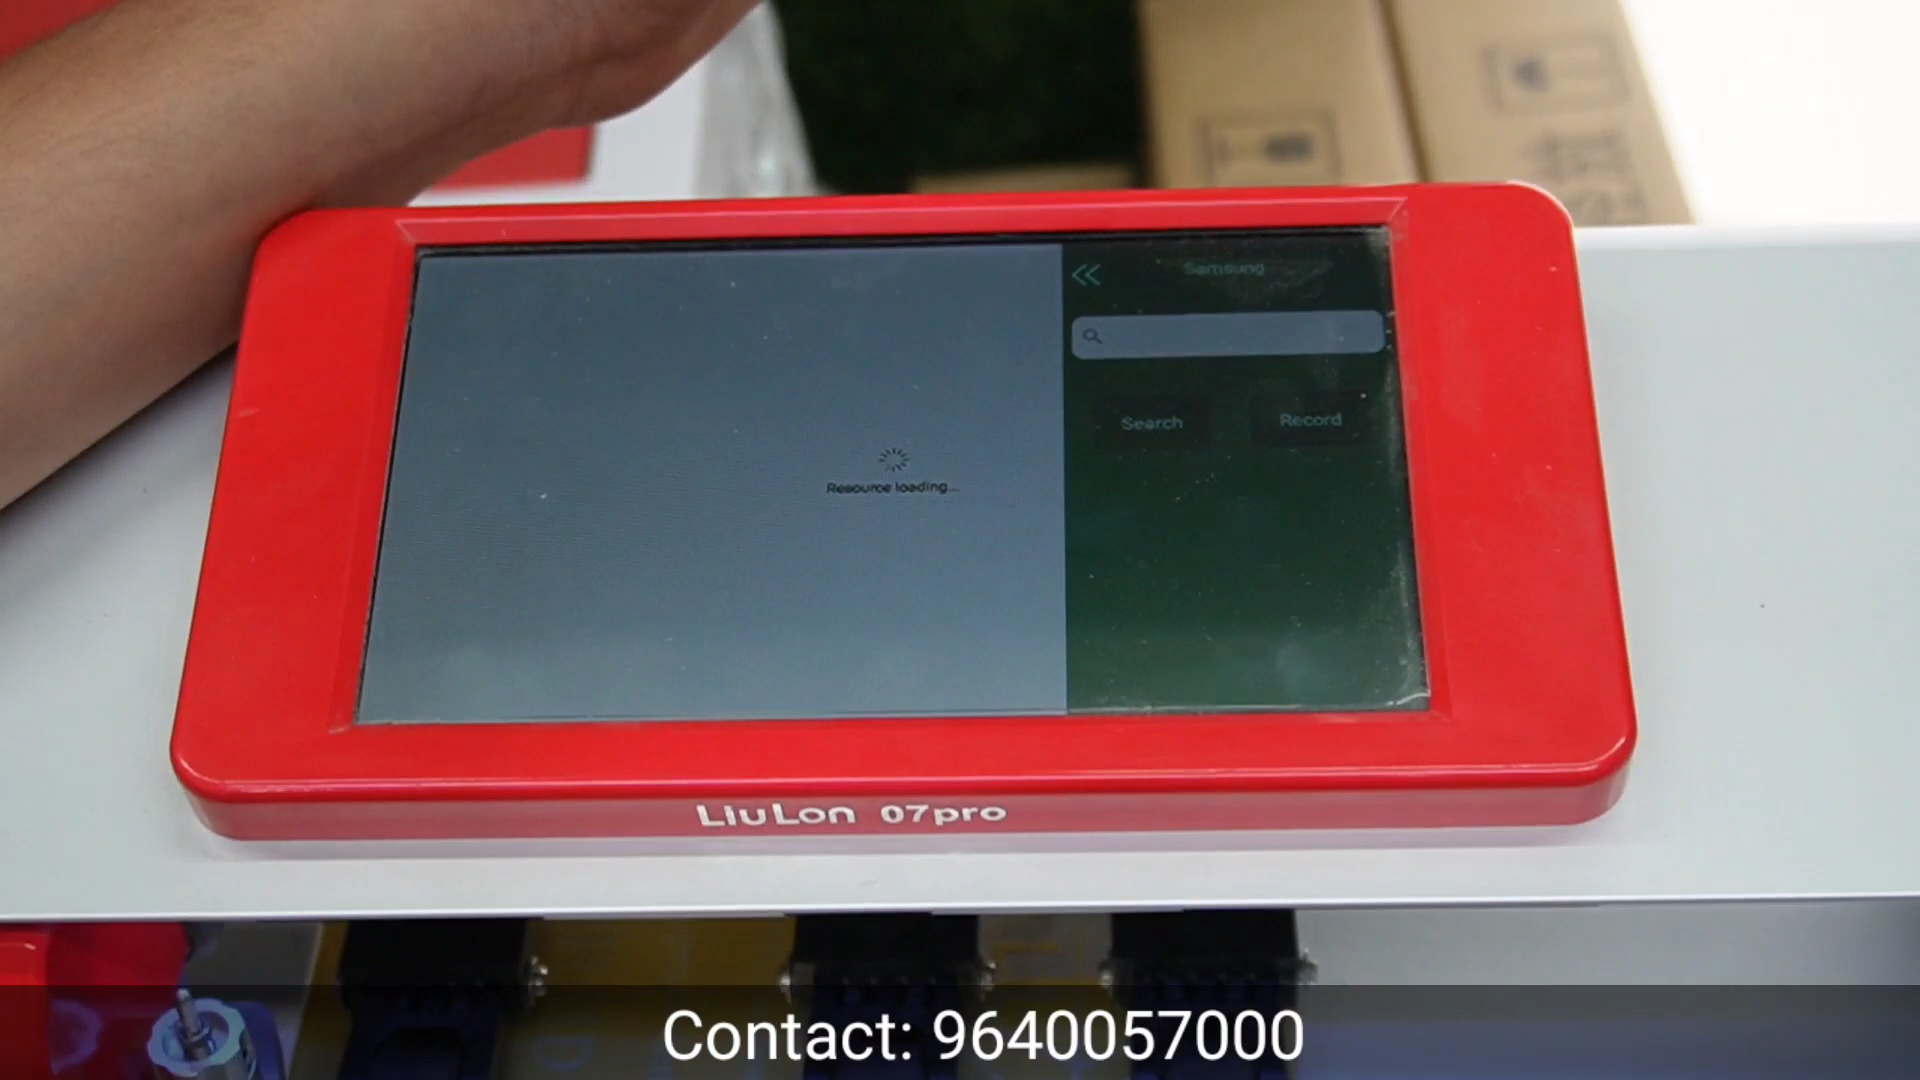 Samsung
Search
Record
Resource loading...
LiuLon 07pro
Contact: 9640057000